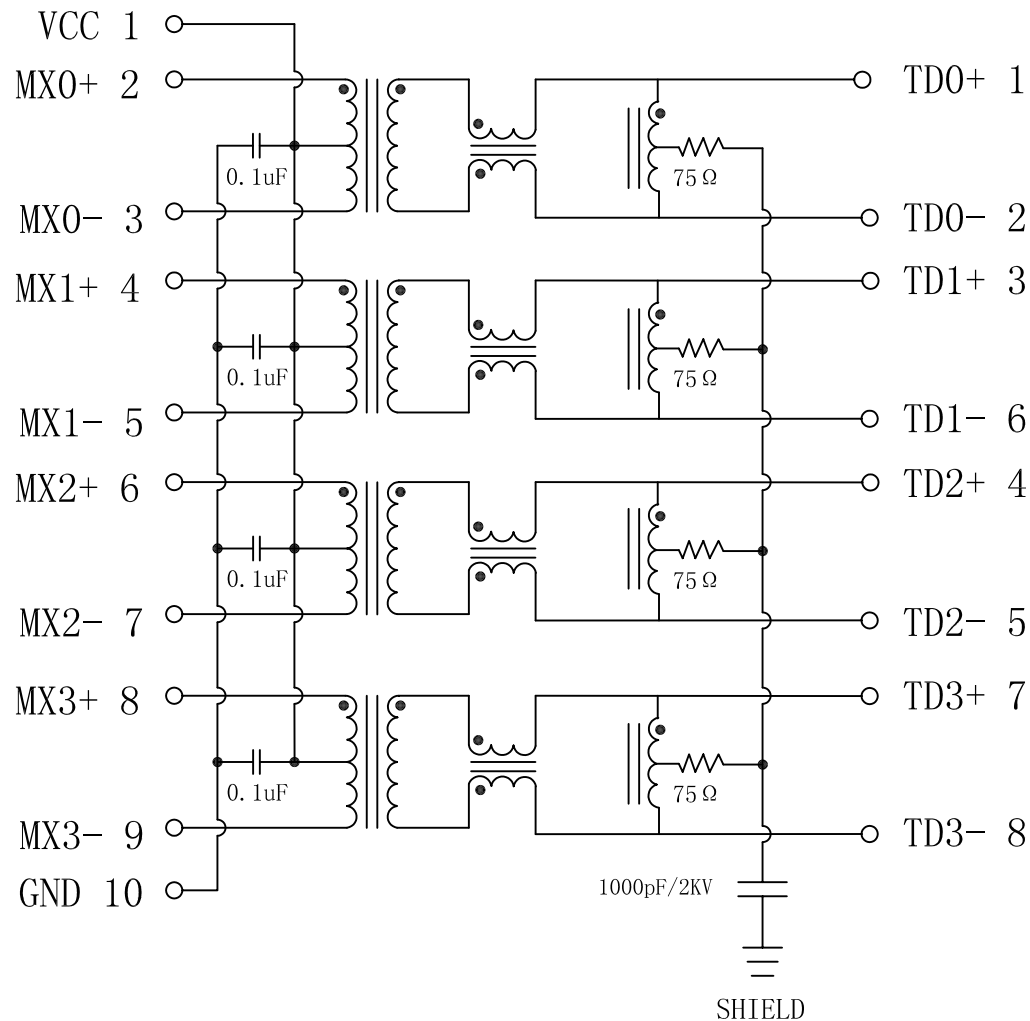 VCC 1
MX0+ 2
TD0+ 1
0.1uF
75Ω
MX0- 3
TD0- 2
MX1+ 4
TD1+ 3
0.1uF
75Ω
MX1- 5
TD1- 6
MX2+ 6
TD2+ 4
0.1uF
75Ω
MX2- 7
TD2- 5
MX3+ 8
TD3+ 7
0.1uF
75Ω
MX3- 9
TD3- 8
GND 10
1000pF/2KV
SHIELD